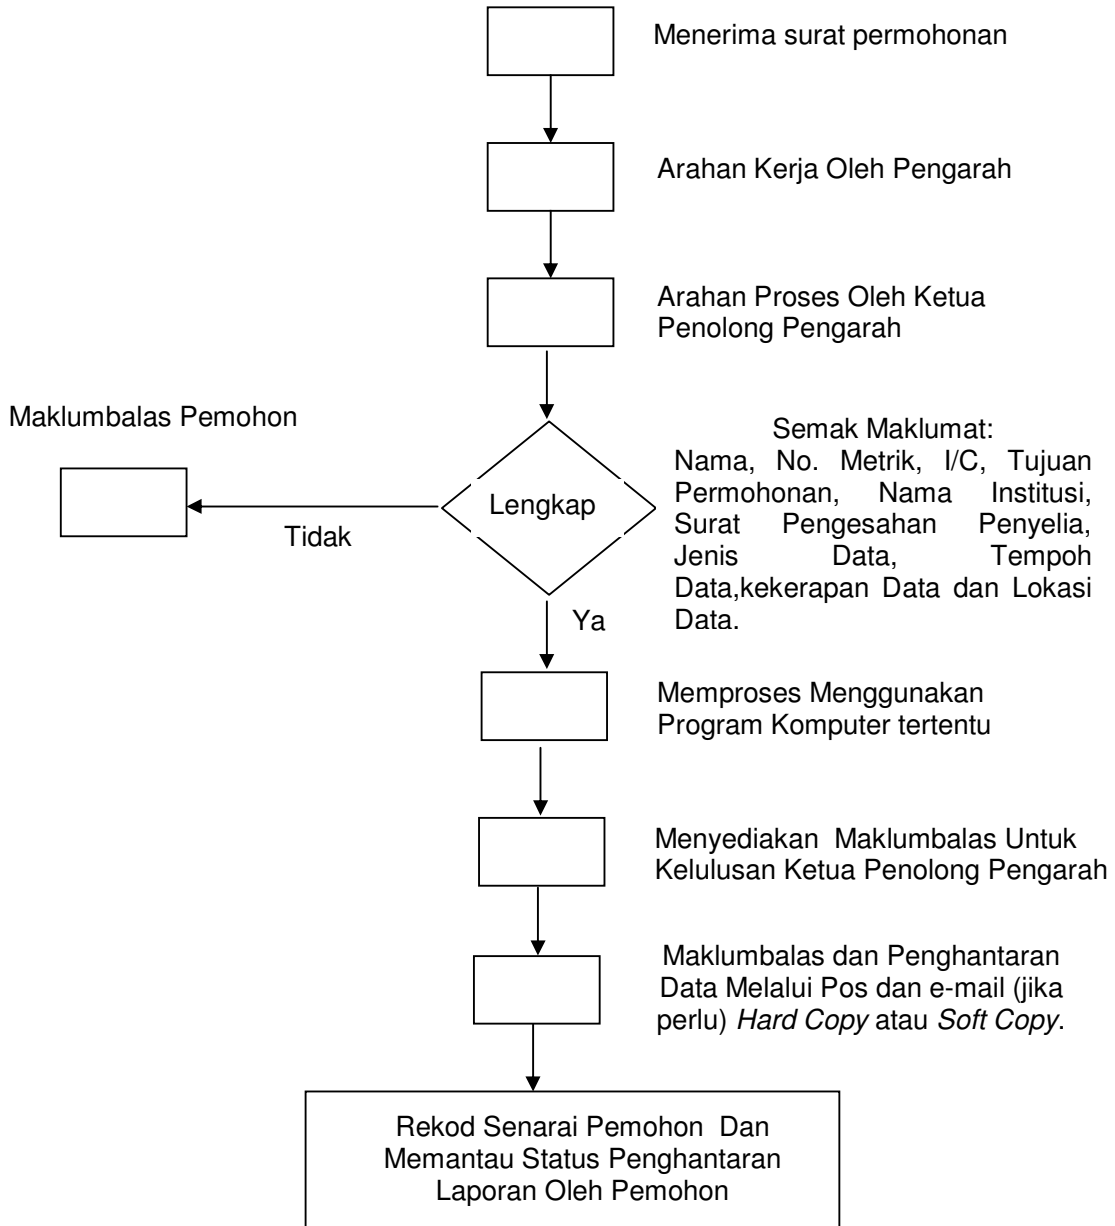 Menerima surat permohonan
Arahan Kerja Oleh Pengarah
Arahan Proses Oleh Ketua
Penolong Pengarah
Maklumbalas Pemohon
Semak Maklumat:
Nama, No. Metrik, I/C, Tujuan
Permohonan, Nama Institusi,
Surat Pengesahan Penyelia,
Jenis Data, Tempoh
Data,kekerapan Data dan Lokasi
Data.
Lengkap
Tidak
Ya
Memproses Menggunakan
Program Komputer tertentu
Menyediakan Maklumbalas Untuk
Kelulusan Ketua Penolong Pengarah
Maklumbalas dan Penghantaran
Data Melalui Pos dan e-mail (jika
perlu) Hard Copy atau Soft Copy.
Rekod Senarai Pemohon Dan
Memantau Status Penghantaran
Laporan Oleh Pemohon